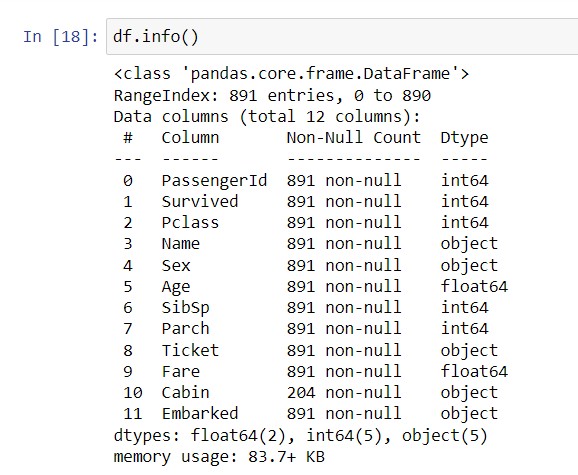 In [18]: df.info()
<class 'pandas.core.frame.DataFrame'>
RangeIndex: 891 entries, 0 to 890
Data columns (total 12 columns):
 #   Column       Non-Null Count  Dtype
---  ------       --------------  -----
 0   PassengerId  891 non-null    int64
 1   Survived     891 non-null    int64
 2   Pclass       891 non-null    int64
 3   Name         891 non-null    object
 4   Sex          891 non-null    object
 5   Age          891 non-null    float64
 6   SibSp        891 non-null    int64
 7   Parch        891 non-null    int64
 8   Ticket       891 non-null    object
 9   Fare         891 non-null    float64
 10  Cabin        204 non-null    object
 11  Embarked     891 non-null    object
dtypes: float64(2), int64(5), object(5)
memory usage: 83.7+ KB